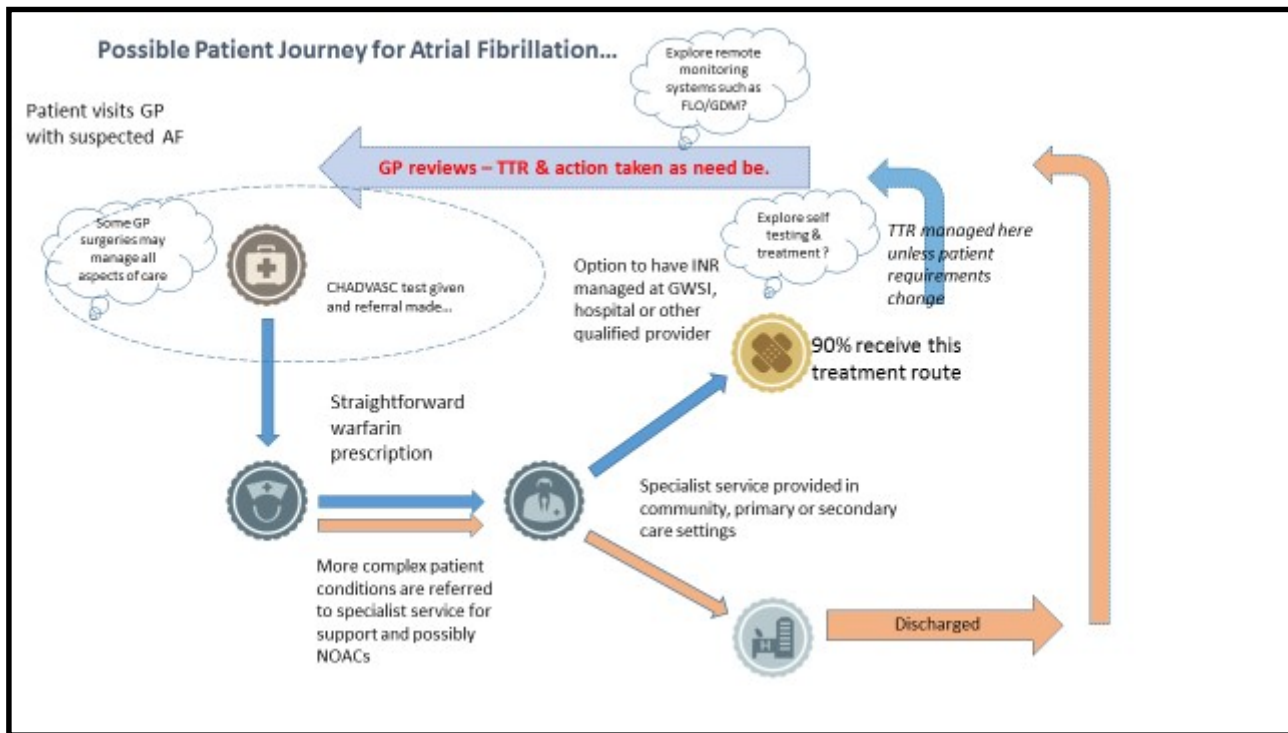 Possible Patient Journey for Atrial Fibrillation...
Explore remote
monitoring
systems such as
FLO/GDM?
Patient visits GP
with suspected AF
GP reviews – TTR & action taken as need be.
Some GP
surgeries may
manage all
aspects of care
CHADVASC test given
and referral made...
Option to have INR
managed at GWSI,
hospital or other
qualified provider
Explore self
testing &
treatment ?
TTR managed here
unless patient
requirements
change
90% receive this
treatment route
Straightforward
warfarin
prescription
More complex patient
conditions are referred
to specialist service for
support and possibly
NOACs
Specialist service provided in
community, primary or secondary
care settings
H
Discharged